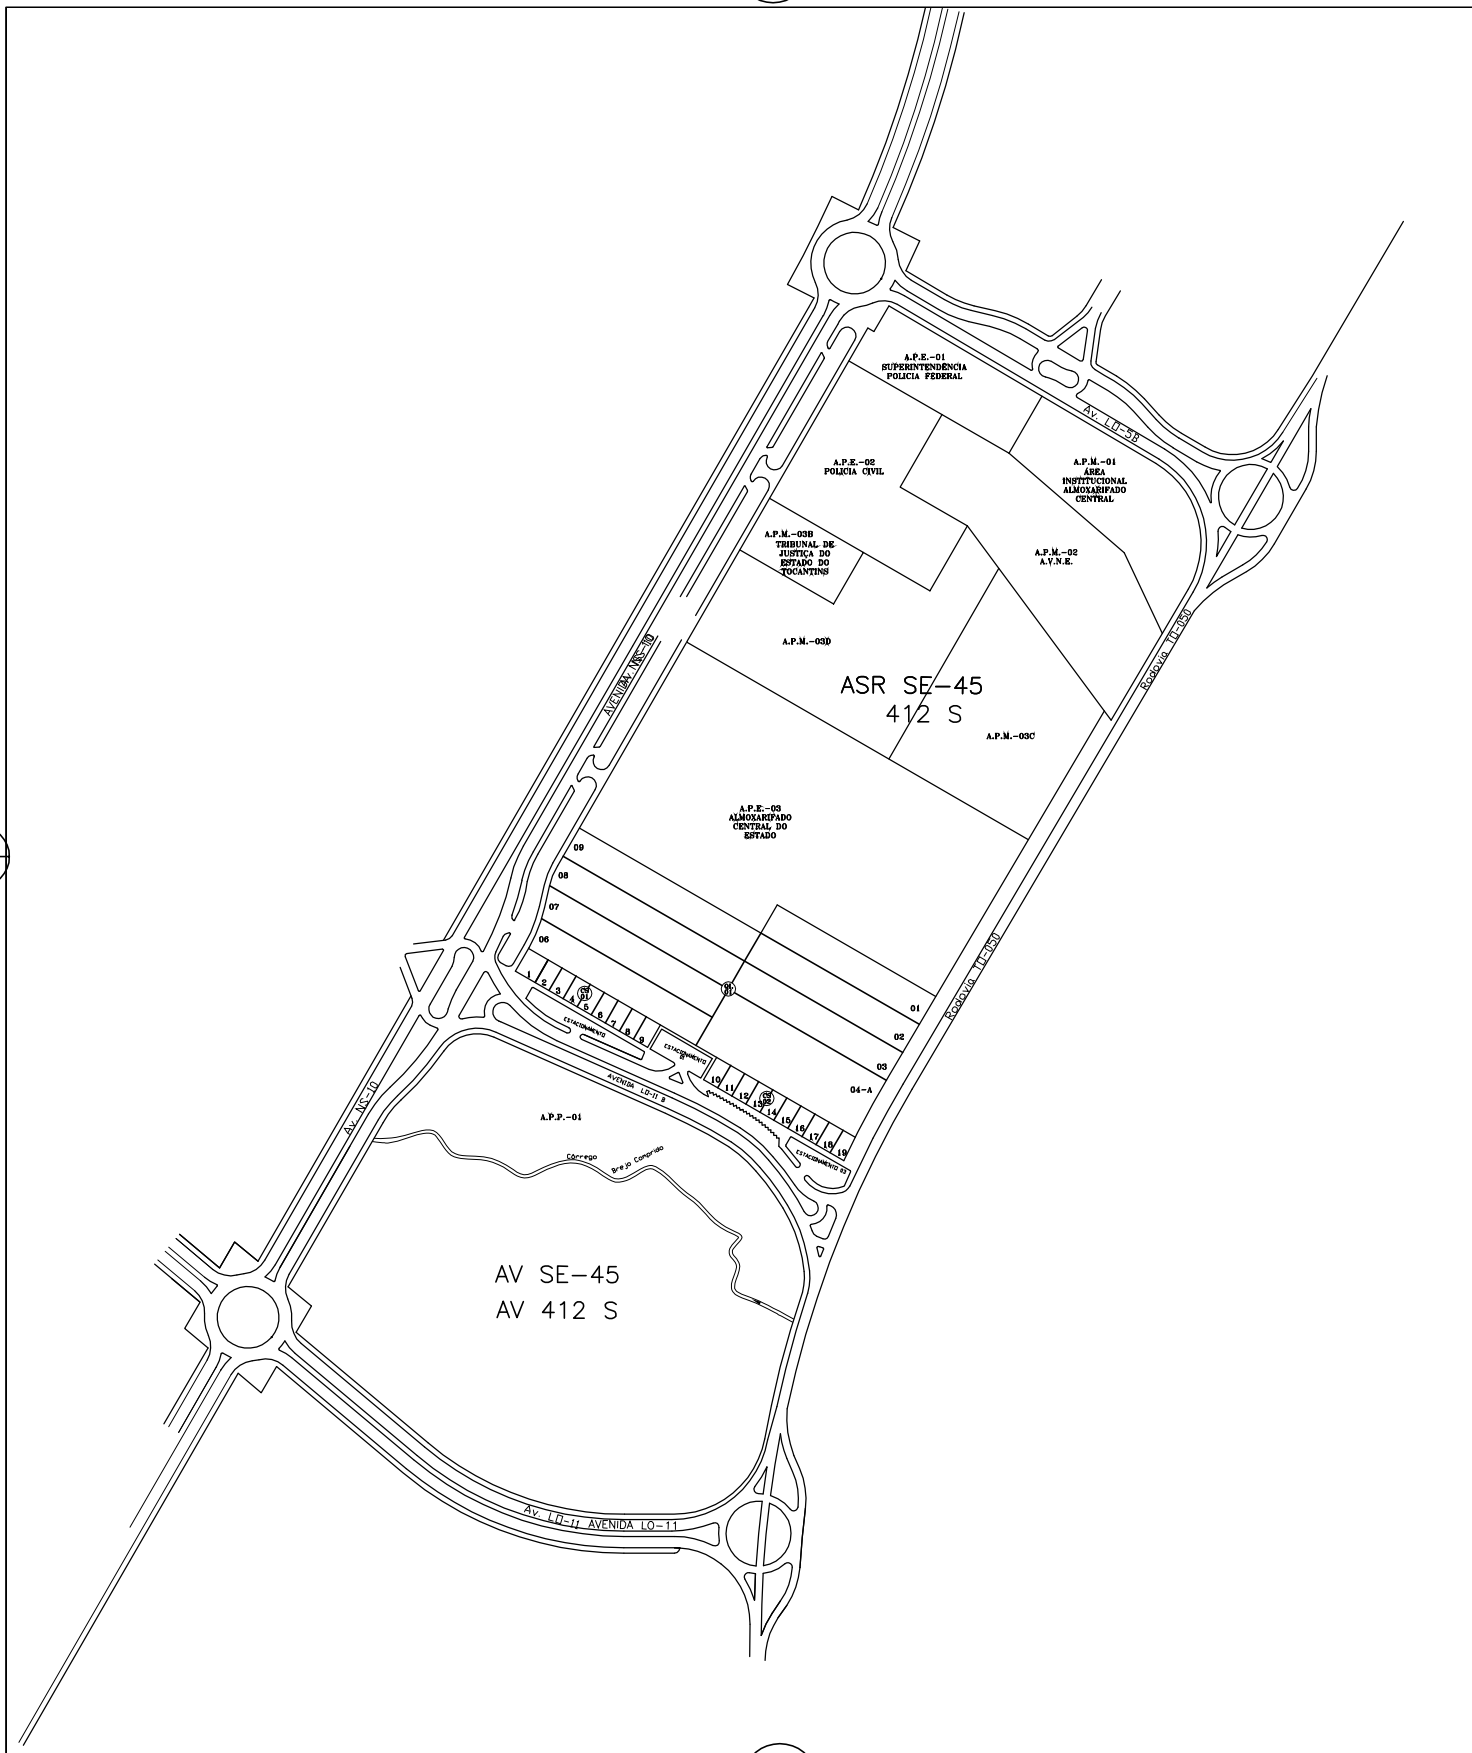 A.P.E.-01
SUPERINTENDÊNCIA
POLICIA FEDERAL
Av. LO-5B
A.P.E.-02
POLICIA CIVIL
A.P.M.-01
ÁREA
INSTITUCIONAL
ALMOXARIFADO
CENTRAL
A.P.M.-03B
TRIBUNAL DE
JUSTIÇA DO
ESTADO DO
TOCANTINS
A.P.M.-02
A.V.N.E.
A.P.M.-03D
Rodovia TO-050
ASR SE-45
412 S
A.P.M.-03C
A.P.E.-03
ALMOXARIFADO
CENTRAL DO
ESTADO
09
08
07
06
Rodovia TO-050
01
02
03
04-A
1
2
3
4
5
6
7
8
9
ESTACIONAMENTO
ESTACIONAMENTO
10
11
12
13
14
15
16
17
18
19
ESTACIONAMENTO 03
AVENIDA LO-11 B
Av. NS-10
A.P.P.-01
Córrego
Brejo Comprido
AV SE-45
AV 412 S
Av. LO-11 AVENIDA LO-11